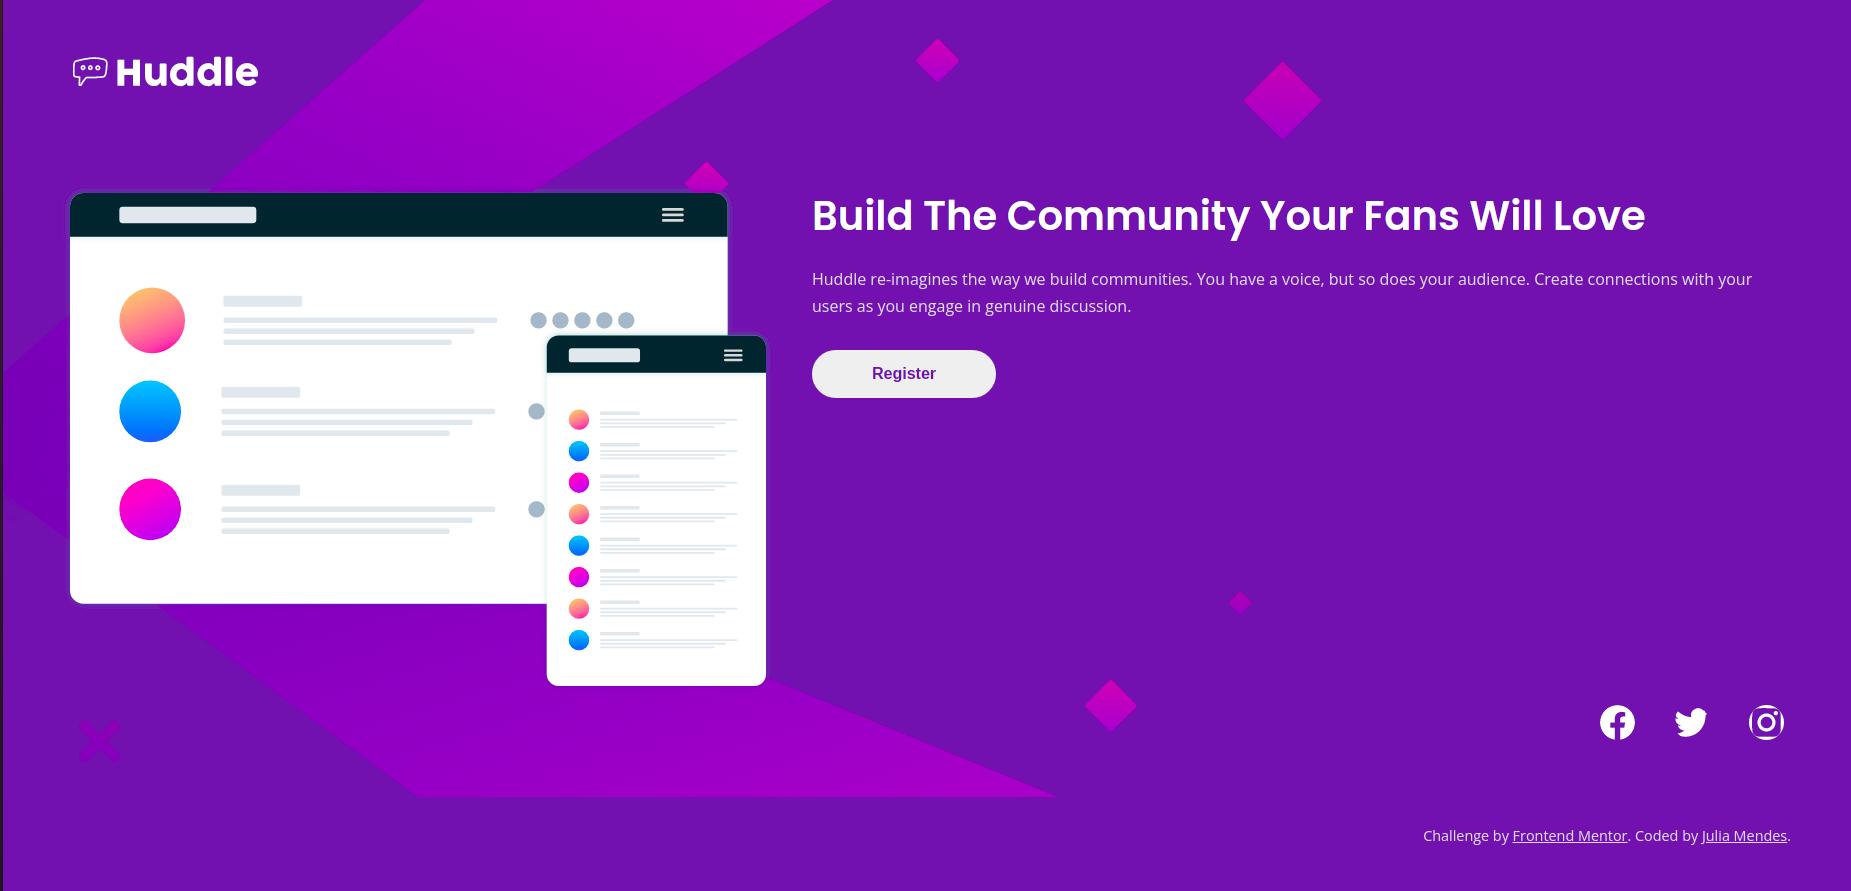 Huddle
Build The Community Your Fans Will Love
Huddle re-imagines the way we build communities. You have a voice, but so does your audience. Create connections with your
users as you engage in genuine discussion.
Register
Challenge by Frontend Mentor. Coded by Julia Mendes.